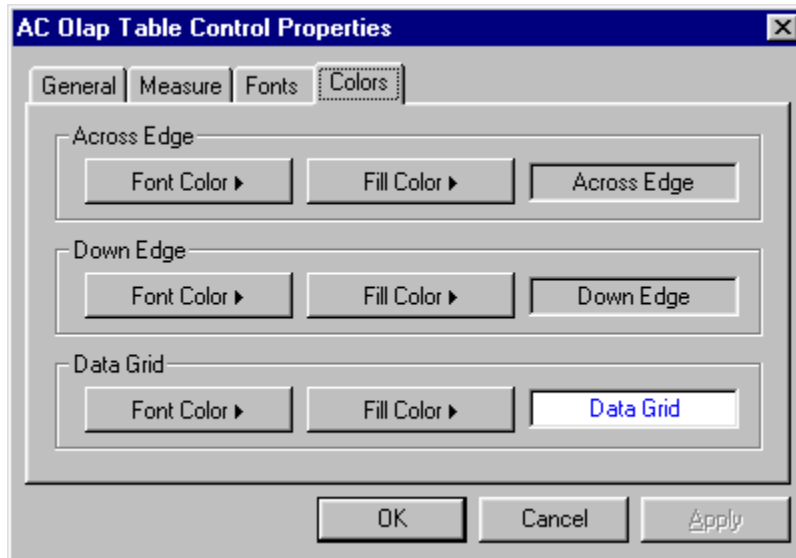 AC Olap Table Control Properties
General Measure Fonts Colors
Across Edge
Font Color Fill Color Across Edge
Down Edge
Font Color Fill Color Down Edge
Data Grid
Font Color Fill Color Data Grid
OK Cancel Apply